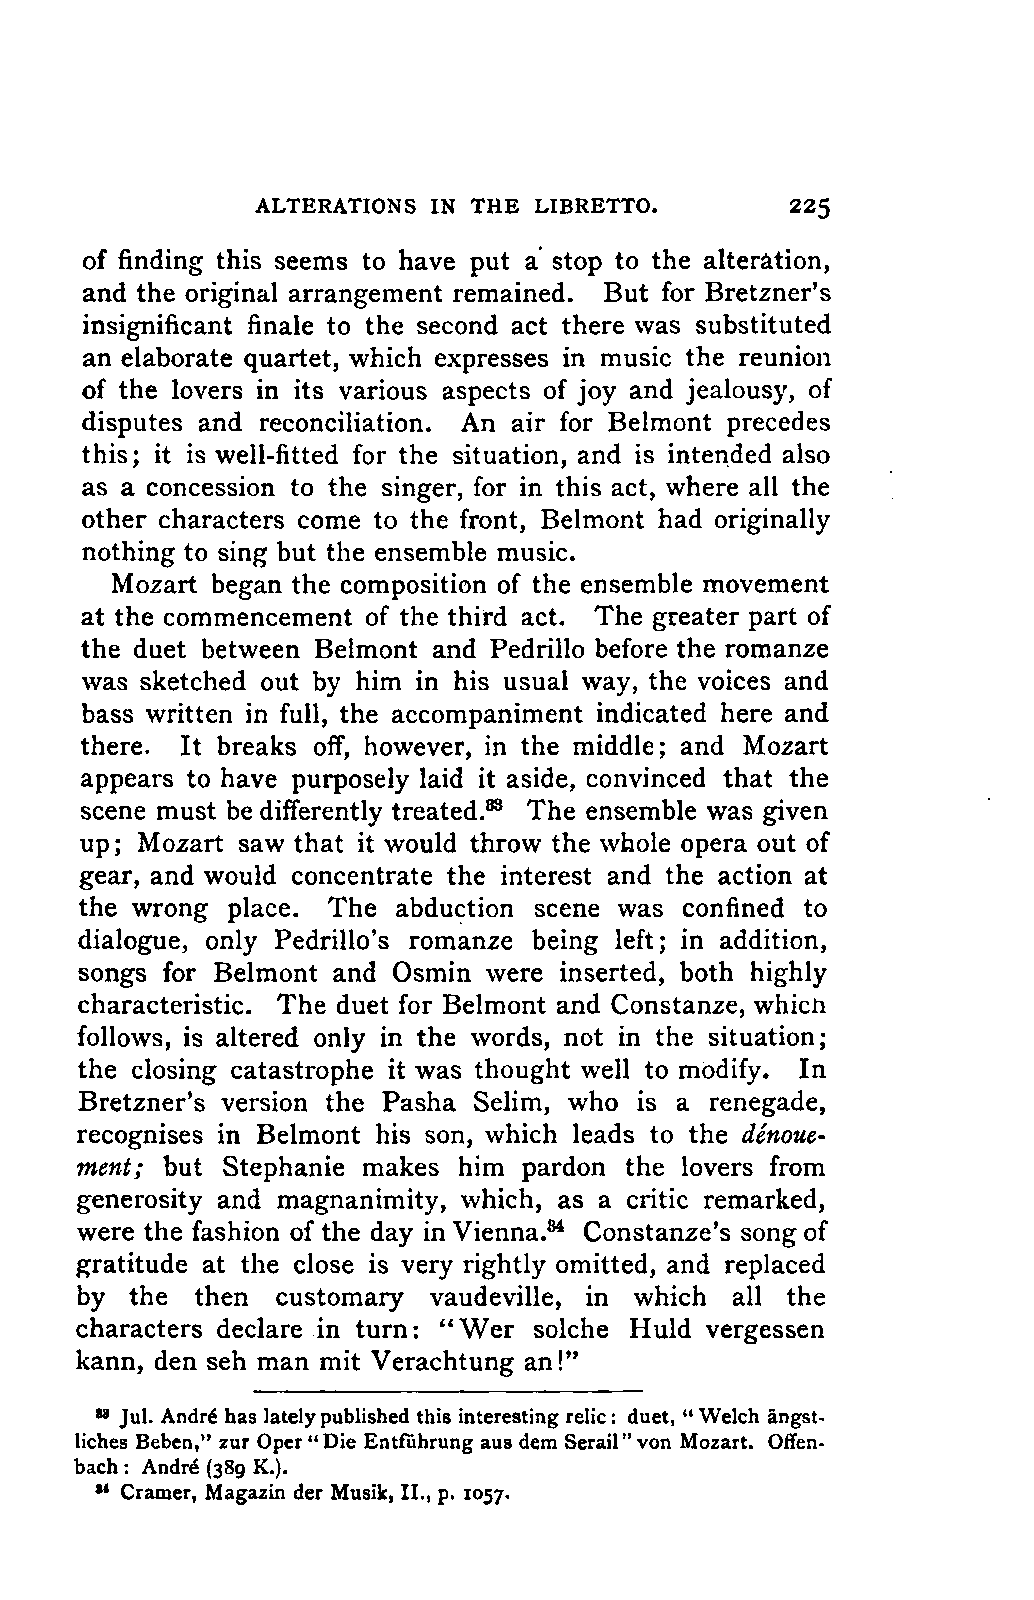 ALTERATIONS IN THE LIBRETTO. 225
of finding this seems to have put a stop to the alteration,
and the original arrangement remained. But for Bretzner's
insignificant finale to the second act there was substituted
an elaborate quartet, which expresses in music the reunion
of the lovers in its various aspects of joy and jealousy, of
disputes and reconciliation. An air for Belmont precedes
this; it is well-fitted for the situation, and is intended also
as a concession to the singer, for in this act, where all the
other characters come to the front, Belmont had originally
nothing to sing but the ensemble music.
Mozart began the composition of the ensemble movement
at the commencement of the third act. The greater part of
the duet between Belmont and Pedrillo before the romanze
was sketched out by him in his usual way, the voices and
bass written in full, the accompaniment indicated here and
there. It breaks off, however, in the middle; and Mozart
appears to have purposely laid it aside, convinced that the
scene must be differently treated.⁸³ The ensemble was given
up; Mozart saw that it would throw the whole opera out of
gear, and would concentrate the interest and the action at
the wrong place. The abduction scene was confined to
dialogue, only Pedrillo's romanze being left; in addition,
songs for Belmont and Osmin were inserted, both highly
characteristic. The duet for Belmont and Constanze, which
follows, is altered only in the words, not in the situation;
the closing catastrophe it was thought well to modify. In
Bretzner's version the Pasha Selim, who is a renegade,
recognises in Belmont his son, which leads to the dénoue-
ment; but Stephanie makes him pardon the lovers from
generosity and magnanimity, which, as a critic remarked,
were the fashion of the day in Vienna.⁸⁴ Constanze's song of
gratitude at the close is very rightly omitted, and replaced
by the then customary vaudeville, in which all the
characters declare in turn: "Wer solche Huld vergessen
kann, den seh man mit Verachtung an!"
⁸³ Jul. André has lately published this interesting relic: duet, "Welch ängst-
liches Beben," zur Oper "Die Entführung aus dem Serail" von Mozart. Offen-
bach: André (389 K.).
⁸⁴ Cramer, Magazin der Musik, II., p. 1057.